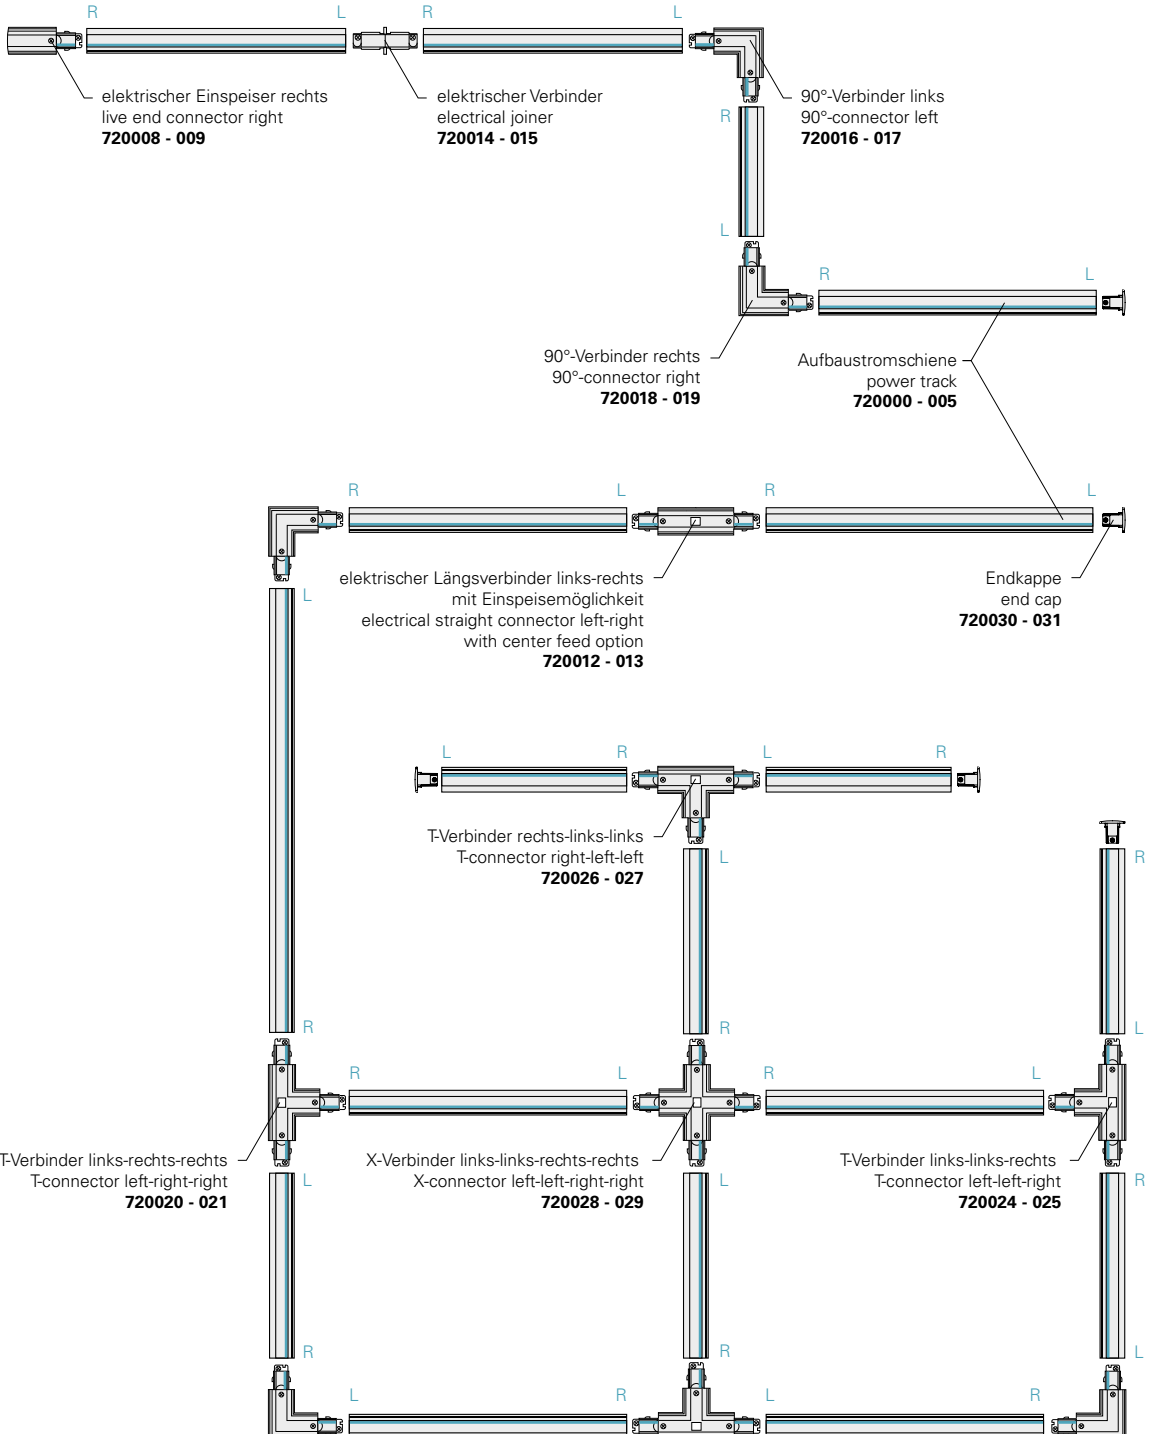 R L R L
elektrischer Einspeiser rechts
live end connector right
720008 - 009
elektrischer Verbinder
electrical joiner
720014 - 015
90°-Verbinder links
90°-connector left
720016 - 017
R
L
R L
90°-Verbinder rechts
90°-connector right
720018 - 019
Aufbaustromschiene
power track
720000 - 005
R L R L
elektrischer Längsverbinder links-rechts
mit Einspeisemöglichkeit
electrical straight connector left-right
with center feed option
720012 - 013
Endkappe
end cap
720030 - 031
L
L R L R
T-Verbinder rechts-links-links
T-connector right-left-left
720026 - 027
L
R
R R L
R L R L
T-Verbinder links-rechts-rechts
T-connector left-right-right
720020 - 021
X-Verbinder links-links-rechts-rechts
X-connector left-left-right-right
720028 - 029
T-Verbinder links-links-rechts
T-connector left-left-right
720024 - 025
L L R
R R L
L R L R